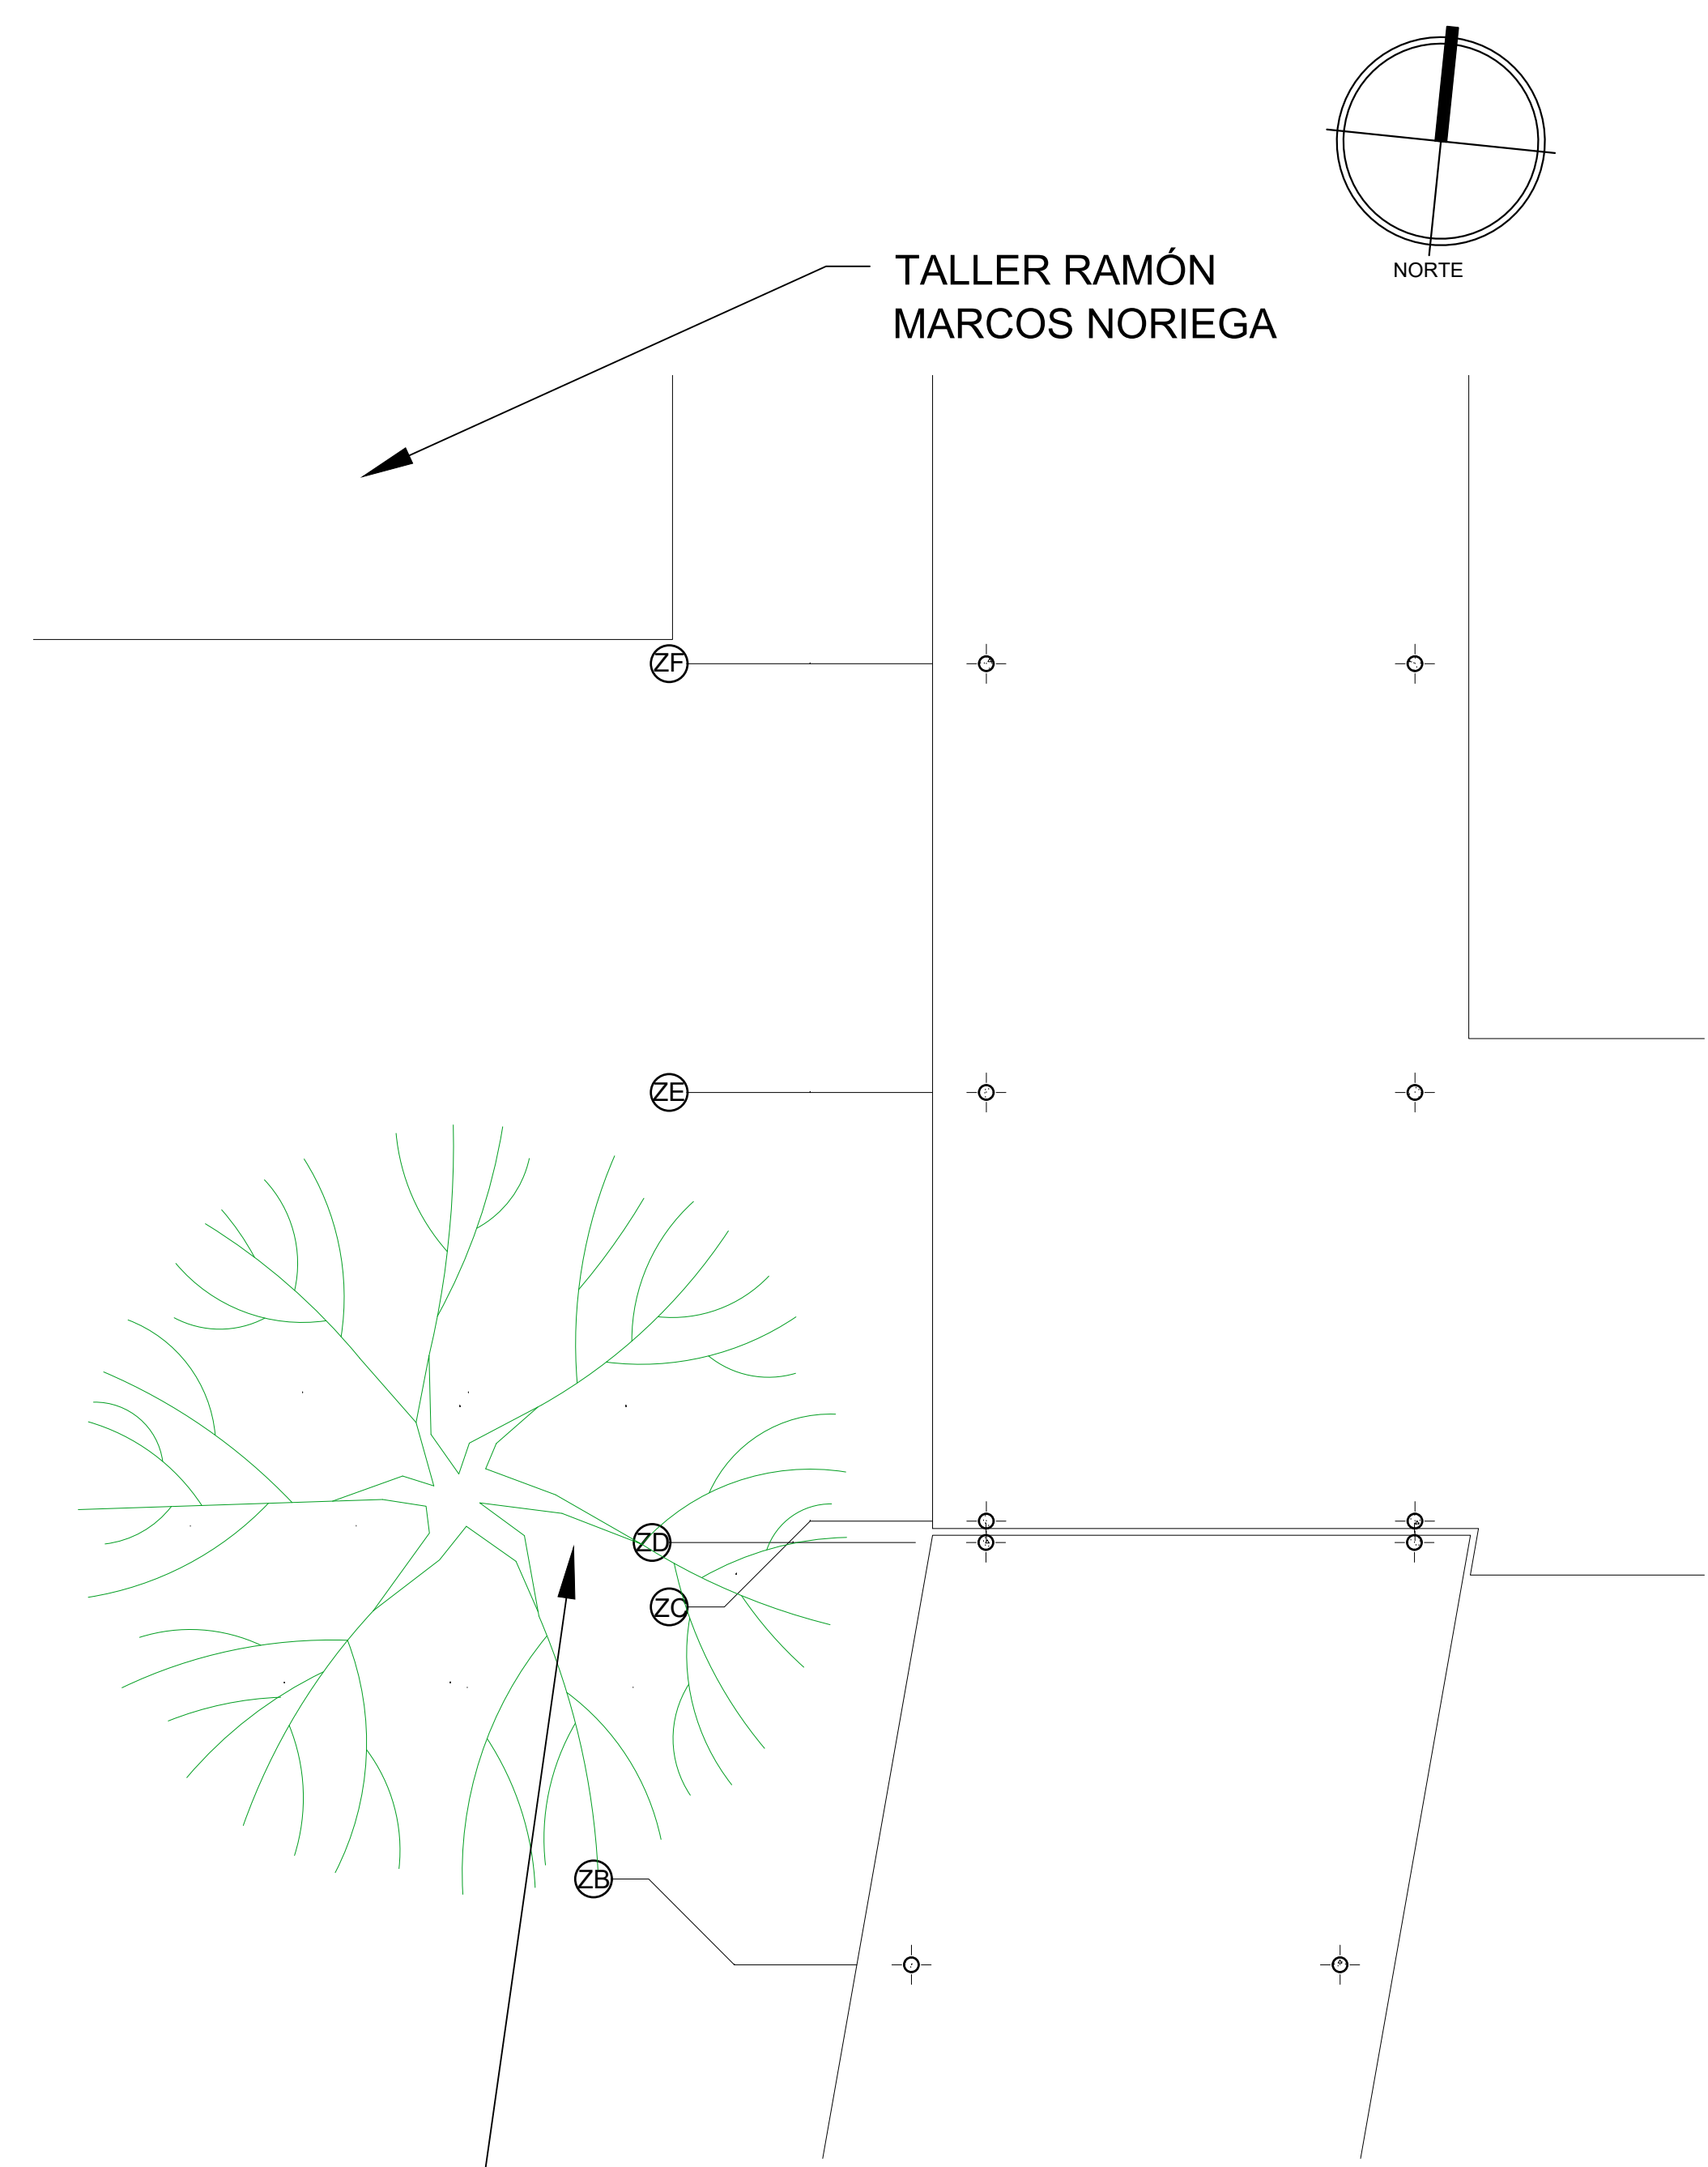 NORTE
TALLER RAMÓN
MARCOS NORIEGA
ZF
ZE
ZD
ZC
ZB